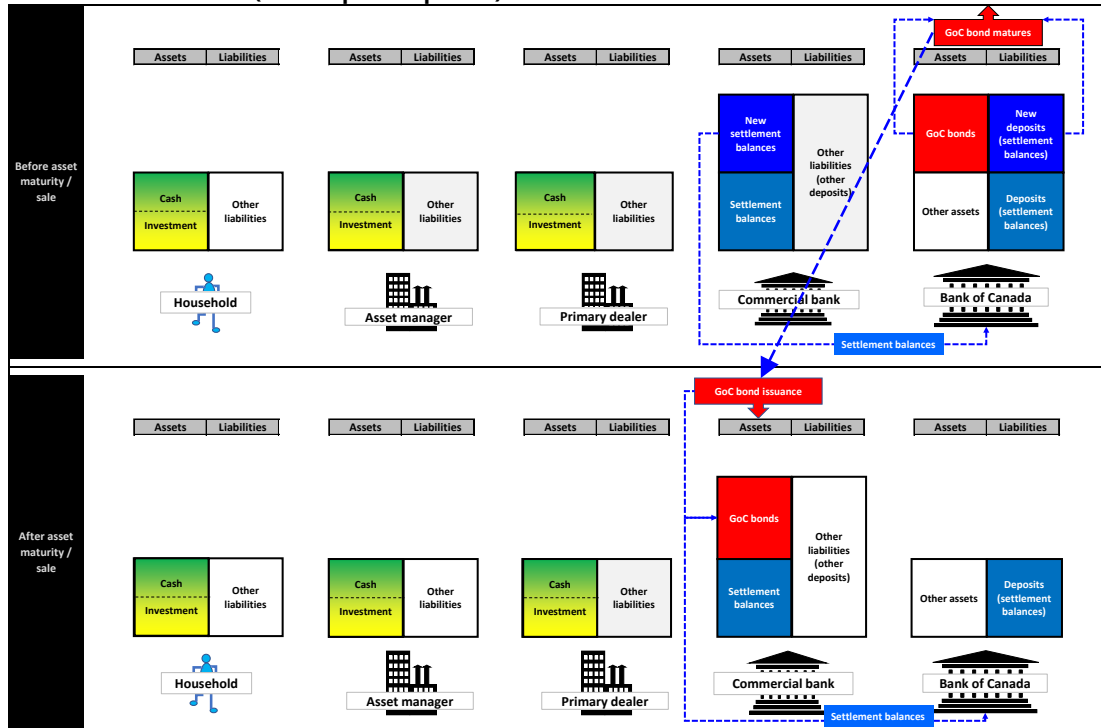 GoC bond matures
Assets Liabilities
Assets Liabilities
Assets Liabilities
Assets Liabilities
Assets Liabilities
Before asset
maturity /
sale
Cash
Investment
Other
liabilities
Household
Cash
Investment
Other
liabilities
Asset manager
Cash
Investment
Other
liabilities
Primary dealer
New
settlement
balances
Settlement
balances
Other
liabilities
(other
deposits)
Commercial bank
GoC bonds
New
deposits
(settlement
balances)
Other assets
Deposits
(settlement
balances)
Bank of Canada
Settlement balances
GoC bond issuance
Assets Liabilities
Assets Liabilities
Assets Liabilities
Assets Liabilities
Assets Liabilities
After asset
maturity /
sale
Cash
Investment
Other
liabilities
Household
Cash
Investment
Other
liabilities
Asset manager
Cash
Investment
Other
liabilities
Primary dealer
GoC bonds
Settlement
balances
Other
liabilities
(other
deposits)
Commercial bank
Other assets
Deposits
(settlement
balances)
Bank of Canada
Settlement balances